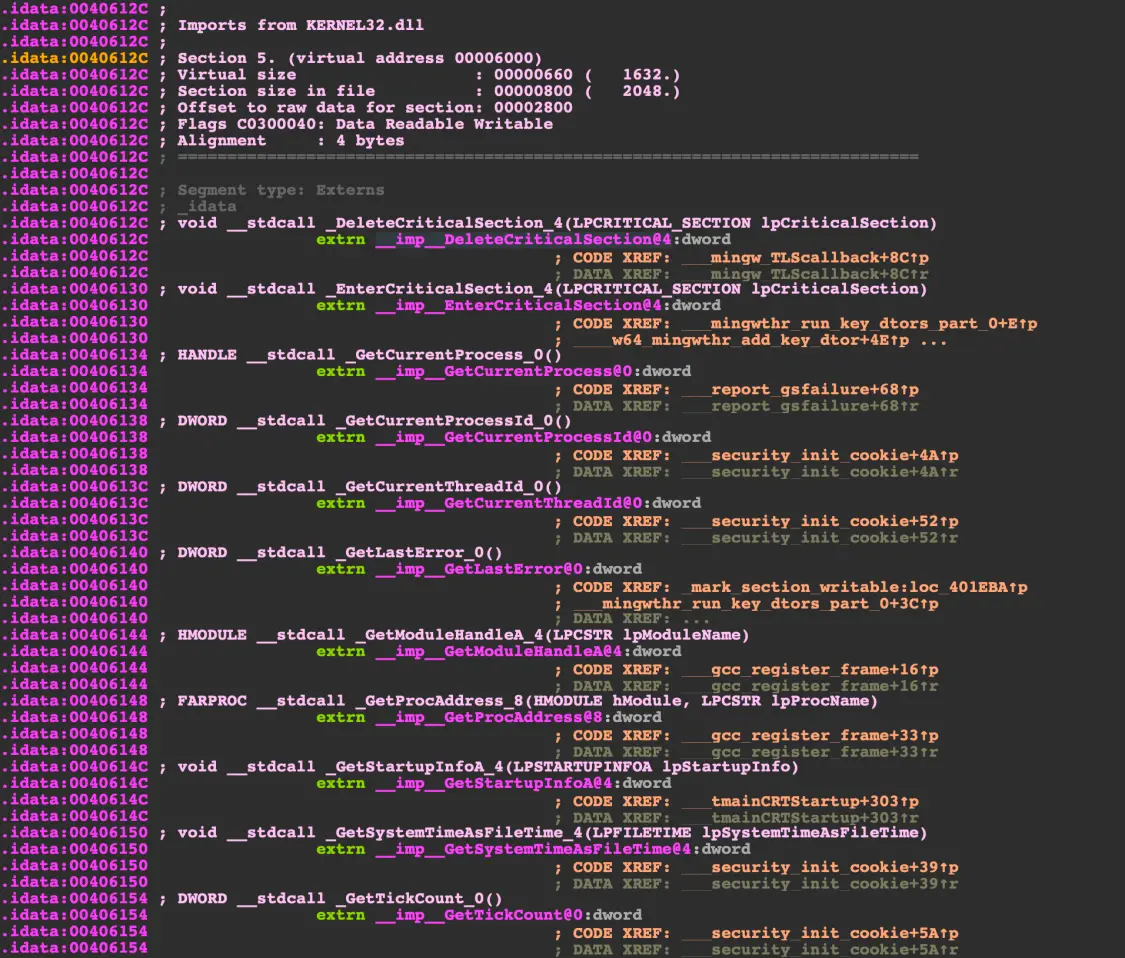 .idata:0040612C ;
.idata:0040612C ; Imports from KERNEL32.dll
.idata:0040612C ;
.idata:0040612C ; Section 5. (virtual address 00006000)
.idata:0040612C ; Virtual size                  : 00000660 (   1632.)
.idata:0040612C ; Section size in file          : 00000800 (   2048.)
.idata:0040612C ; Offset to raw data for section: 00002800
.idata:0040612C ; Flags C0300040: Data Readable Writable
.idata:0040612C ; Alignment     : 4 bytes
.idata:0040612C ; ===========================================================================
.idata:0040612C
.idata:0040612C ; Segment type: Externs
.idata:0040612C ; _idata
.idata:0040612C ; void __stdcall _DeleteCriticalSection_4(LPCRITICAL_SECTION lpCriticalSection)
.idata:0040612C                 extrn __imp__DeleteCriticalSection@4:dword
.idata:0040612C                                         ; CODE XREF: ___mingw_TLScallback+8C↑p
.idata:0040612C                                         ; DATA XREF: ___mingw_TLScallback+8C↑r
.idata:00406130 ; void __stdcall _EnterCriticalSection_4(LPCRITICAL_SECTION lpCriticalSection)
.idata:00406130                 extrn __imp__EnterCriticalSection@4:dword
.idata:00406130                                         ; CODE XREF: ___mingwthr_run_key_dtors_part_0+E↑p
.idata:00406130                                         ; ____w64_mingwthr_add_key_dtor+4E↑p ...
.idata:00406134 ; HANDLE __stdcall _GetCurrentProcess_0()
.idata:00406134                 extrn __imp__GetCurrentProcess@0:dword
.idata:00406134                                         ; CODE XREF: ___report_gsfailure+68↑p
.idata:00406134                                         ; DATA XREF: ___report_gsfailure+68↑r
.idata:00406138 ; DWORD __stdcall _GetCurrentProcessId_0()
.idata:00406138                 extrn __imp__GetCurrentProcessId@0:dword
.idata:00406138                                         ; CODE XREF: ___security_init_cookie+4A↑p
.idata:00406138                                         ; DATA XREF: ___security_init_cookie+4A↑r
.idata:0040613C ; DWORD __stdcall _GetCurrentThreadId_0()
.idata:0040613C                 extrn __imp__GetCurrentThreadId@0:dword
.idata:0040613C                                         ; CODE XREF: ___security_init_cookie+52↑p
.idata:0040613C                                         ; DATA XREF: ___security_init_cookie+52↑r
.idata:00406140 ; DWORD __stdcall _GetLastError_0()
.idata:00406140                 extrn __imp__GetLastError@0:dword
.idata:00406140                                         ; CODE XREF: _mark_section_writable:loc_401EBA↑p
.idata:00406140                                         ; ___mingwthr_run_key_dtors_part_0+3C↑p
.idata:00406140                                         ; DATA XREF: ...
.idata:00406144 ; HMODULE __stdcall _GetModuleHandleA_4(LPCSTR lpModuleName)
.idata:00406144                 extrn __imp__GetModuleHandleA@4:dword
.idata:00406144                                         ; CODE XREF: ___gcc_register_frame+16↑p
.idata:00406144                                         ; DATA XREF: ___gcc_register_frame+16↑r
.idata:00406148 ; FARPROC __stdcall _GetProcAddress_8(HMODULE hModule, LPCSTR lpProcName)
.idata:00406148                 extrn __imp__GetProcAddress@8:dword
.idata:00406148                                         ; CODE XREF: ___gcc_register_frame+33↑p
.idata:00406148                                         ; DATA XREF: ___gcc_register_frame+33↑r
.idata:0040614C ; void __stdcall _GetStartupInfoA_4(LPSTARTUPINFOA lpStartupInfo)
.idata:0040614C                 extrn __imp__GetStartupInfoA@4:dword
.idata:0040614C                                         ; CODE XREF: ___tmainCRTStartup+303↑p
.idata:0040614C                                         ; DATA XREF: ___tmainCRTStartup+303↑r
.idata:00406150 ; void __stdcall _GetSystemTimeAsFileTime_4(LPFILETIME lpSystemTimeAsFileTime)
.idata:00406150                 extrn __imp__GetSystemTimeAsFileTime@4:dword
.idata:00406150                                         ; CODE XREF: ___security_init_cookie+39↑p
.idata:00406150                                         ; DATA XREF: ___security_init_cookie+39↑r
.idata:00406154 ; DWORD __stdcall _GetTickCount_0()
.idata:00406154                 extrn __imp__GetTickCount@0:dword
.idata:00406154                                         ; CODE XREF: ___security_init_cookie+5A↑p
.idata:00406154                                         ; DATA XREF: ___security_init_cookie+5A↑r